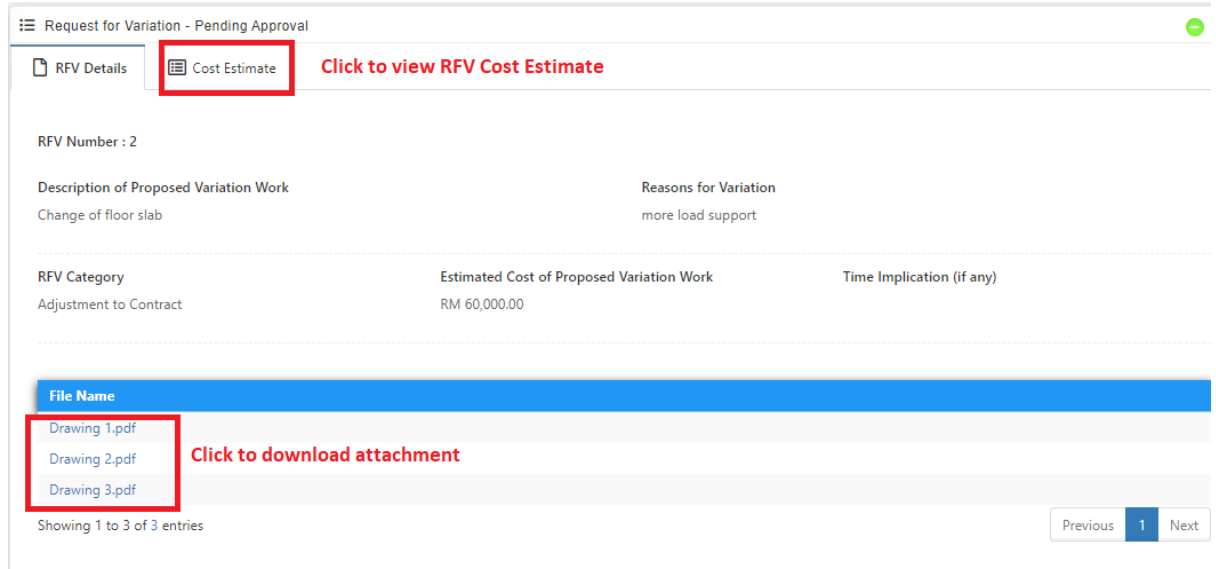 Request for Variation - Pending Approval
RFV Details Cost Estimate Click to view RFV Cost Estimate
RFV Number : 2
Description of Proposed Variation Work Reasons for Variation
Change of floor slab more load support
RFV Category Estimated Cost of Proposed Variation Work Time Implication (if any)
Adjustment to Contract RM 60,000.00
File Name
Drawing 1.pdf
Drawing 2.pdf Click to download attachment
Drawing 3.pdf
Showing 1 to 3 of 3 entries Previous 1 Next